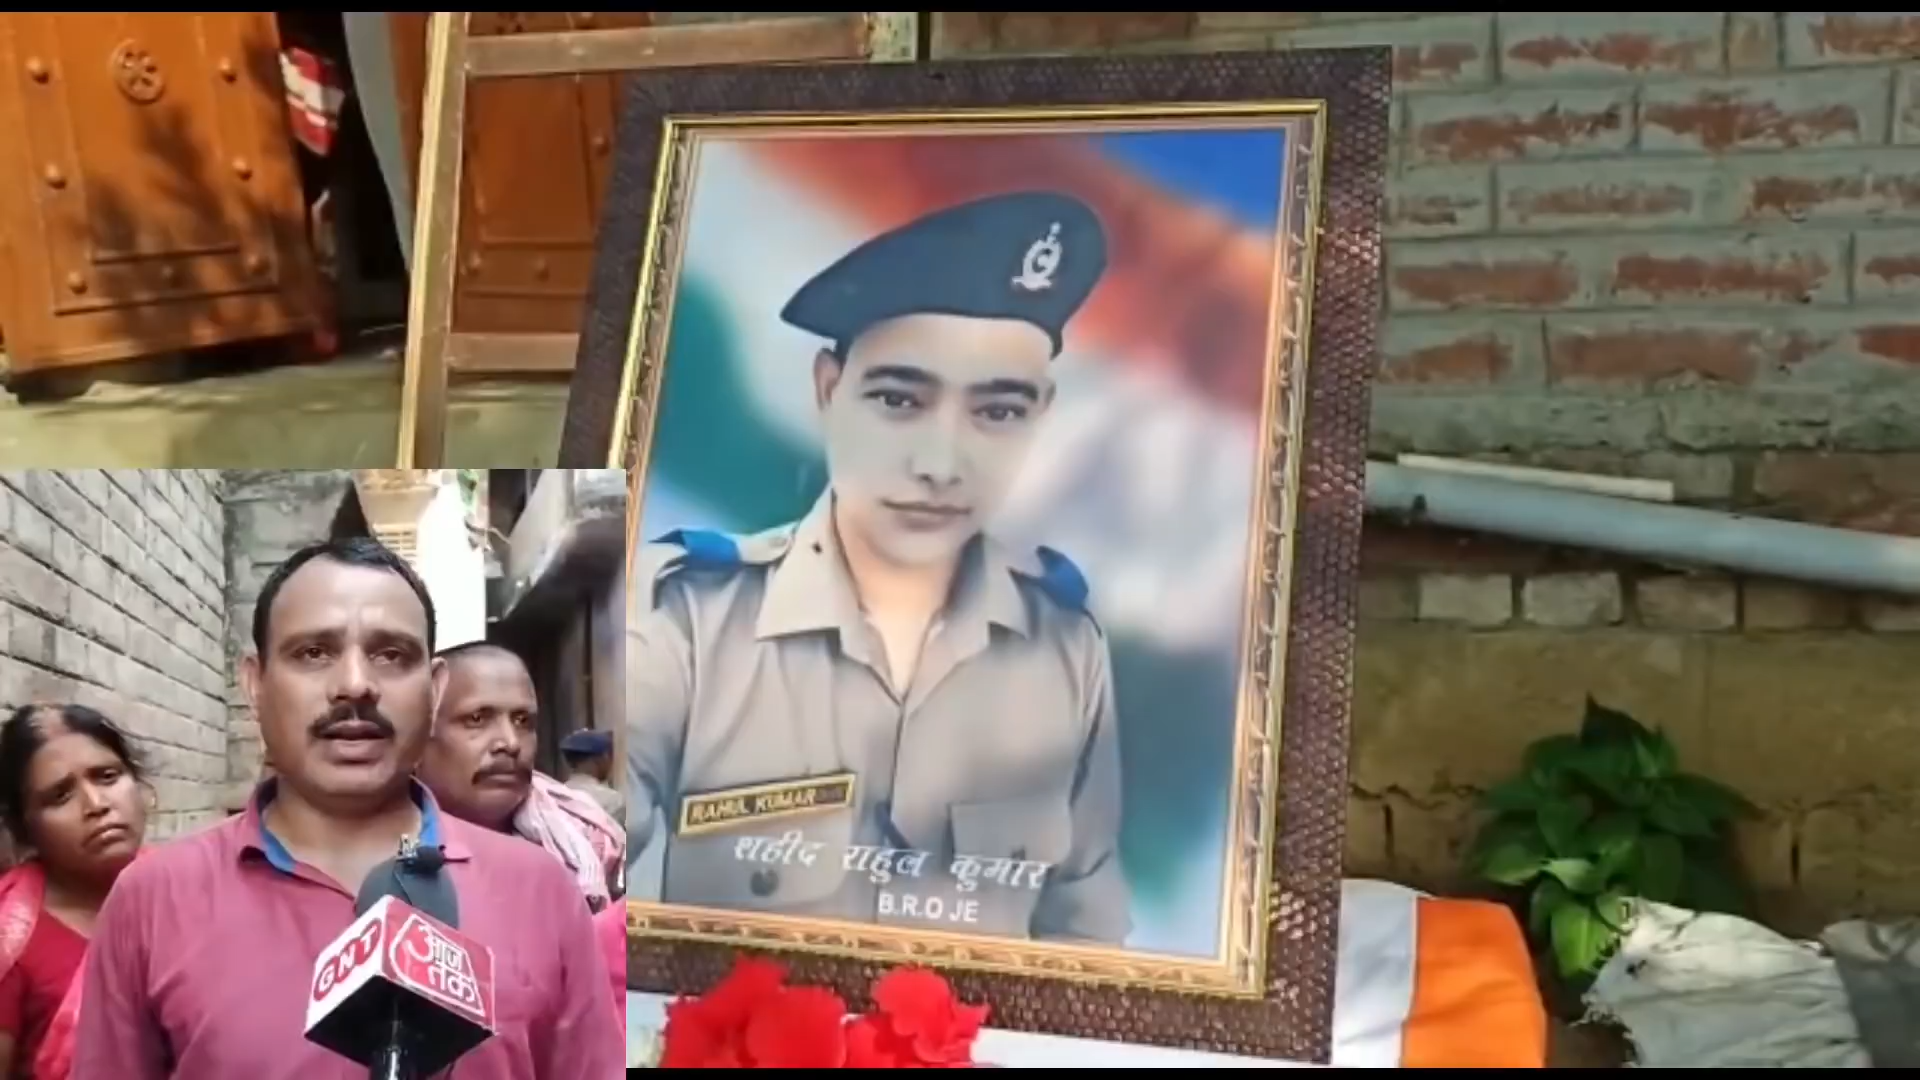 RAHUL KUMAR
शहीद राहुल कुमार
B.R.O JE
GNT
आज
तक